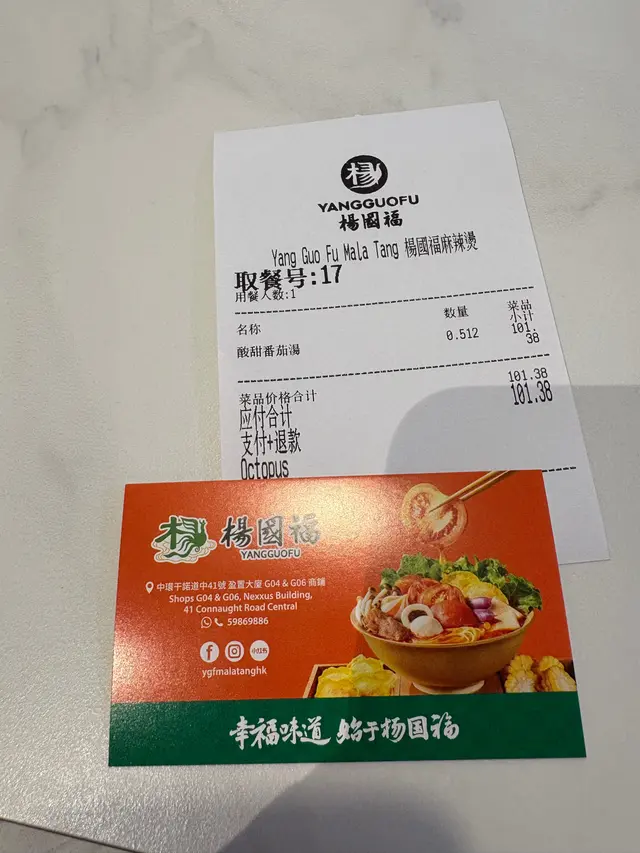 楊
YANGGUOFU
楊國福
Yang Guo Fu Mala Tang 楊國福麻辣燙
取餐号:17
用餐人数:1
名称 数量 菜品小计
酸甜番茄湯 0.512 101.38
菜品价格合计 101.38
应付合计 101.38
支付+退款
Octopus
楊國福
YANGGUOFU
中環干諾道中41號 盈置大廈 G04 & G06 商鋪
Shops G04 & G06, Nexxus Building,
41 Connaught Road Central
59869886
小红书
ygfmalatanghk
幸福味道 始于杨国福